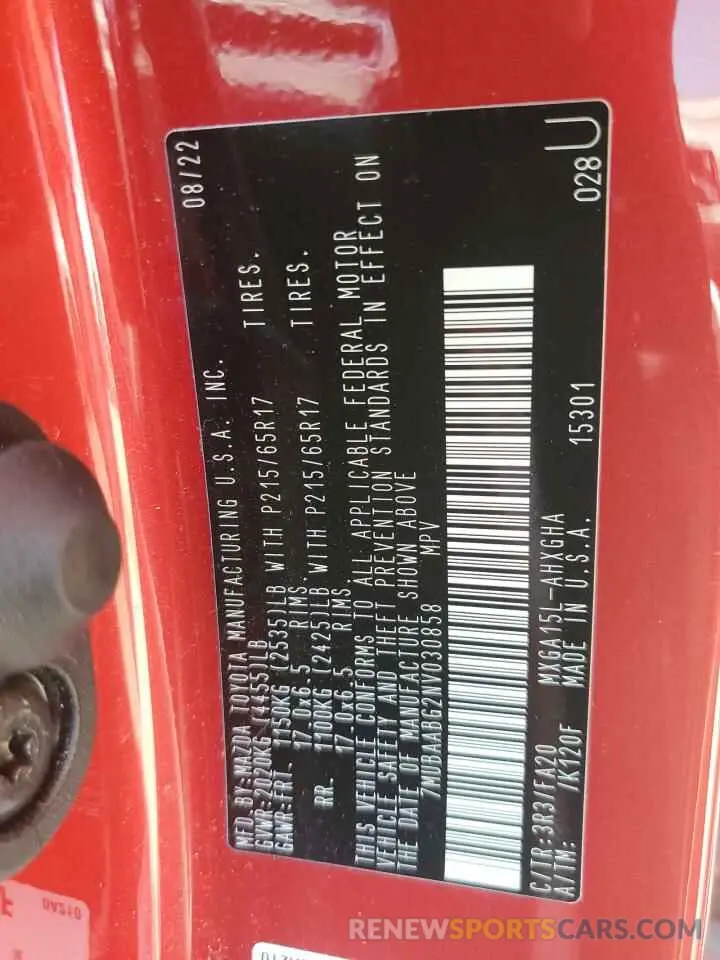 MFD. BY:MAZDA TOYOTA MANUFACTURING U.S.A. INC. 08/22
GVWR:2020KG (4455)LB
GAWR:FRT. 1150KG (2535)LB WITH P215/65R17 TIRES.
17.0x6.5 RIMS.
RR. 1100KG (2425)LB WITH P215/65R17 TIRES.
17.0x6.5 RIMS.
THIS VEHICLE CONFORMS TO ALL APPLICABLE FEDERAL MOTOR
VEHICLE SAFETY AND THEFT PREVENTION STANDARDS IN EFFECT ON
THE DATE OF MANUFACTURE SHOWN ABOVE
7MUBAABG2NV030858 MPV
C/TR:3R3/FA20 MXGA15L-AHXGHA 15301 028 U
A/TM: /K120F MADE IN U.S.A.
RENEWSPORTSCARS.COM